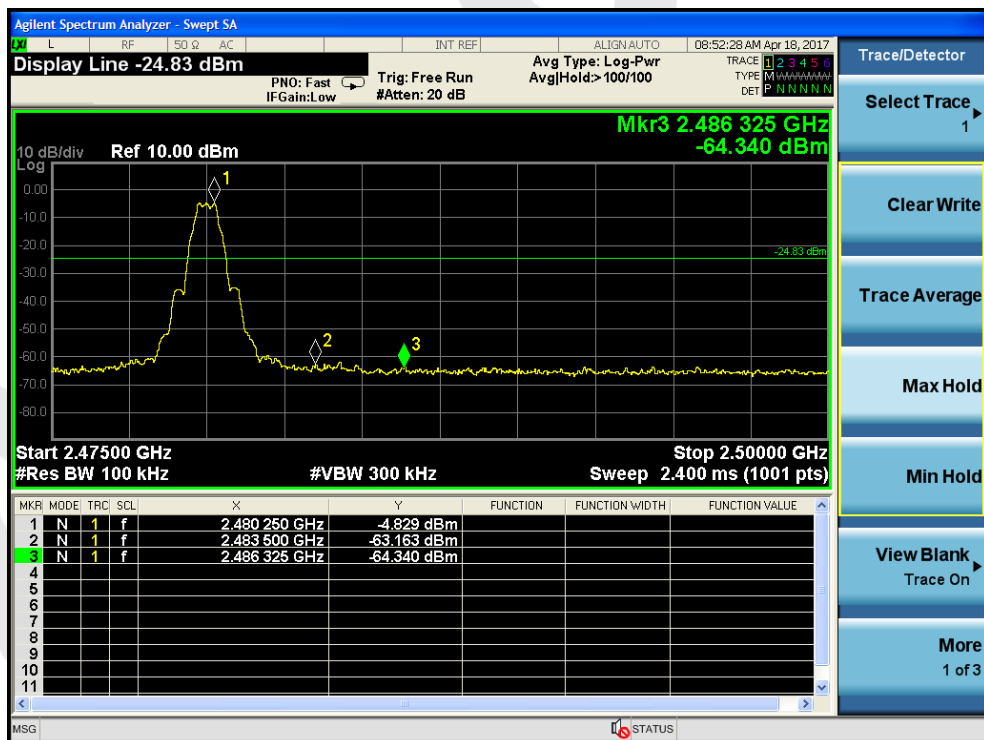 Agilent Spectrum Analyzer - Swept SA
LXI L RF 50 Ω AC INT REF ALIGN AUTO 08:52:28 AM Apr 18, 2017
Display Line -24.83 dBm
PNO: Fast
IFGain:Low
Trig: Free Run
#Atten: 20 dB
Avg Type: Log-Pwr
Avg|Hold:>100/100
TRACE 1 2 3 4 5 6
TYPE M
DET P N N N N N
Mkr3 2.486 325 GHz
-64.340 dBm
10 dB/div Ref 10.00 dBm
Log
0.00
-10.0
-20.0
-30.0
-40.0
-50.0
-60.0
-70.0
-80.0
1
2
3
-24.83 dBm
Start 2.47500 GHz Stop 2.50000 GHz
#Res BW 100 kHz #VBW 300 kHz Sweep 2.400 ms (1001 pts)
MKR MODE TRC SCL X Y FUNCTION FUNCTION WIDTH FUNCTION VALUE
1 N 1 f 2.480 250 GHz -4.829 dBm
2 N 1 f 2.483 500 GHz -63.163 dBm
3 N 1 f 2.486 325 GHz -64.340 dBm
4
5
6
7
8
9
10
11
MSG STATUS
Trace/Detector
Select Trace
1
Clear Write
Trace Average
Max Hold
Min Hold
View Blank
Trace On
More
1 of 3